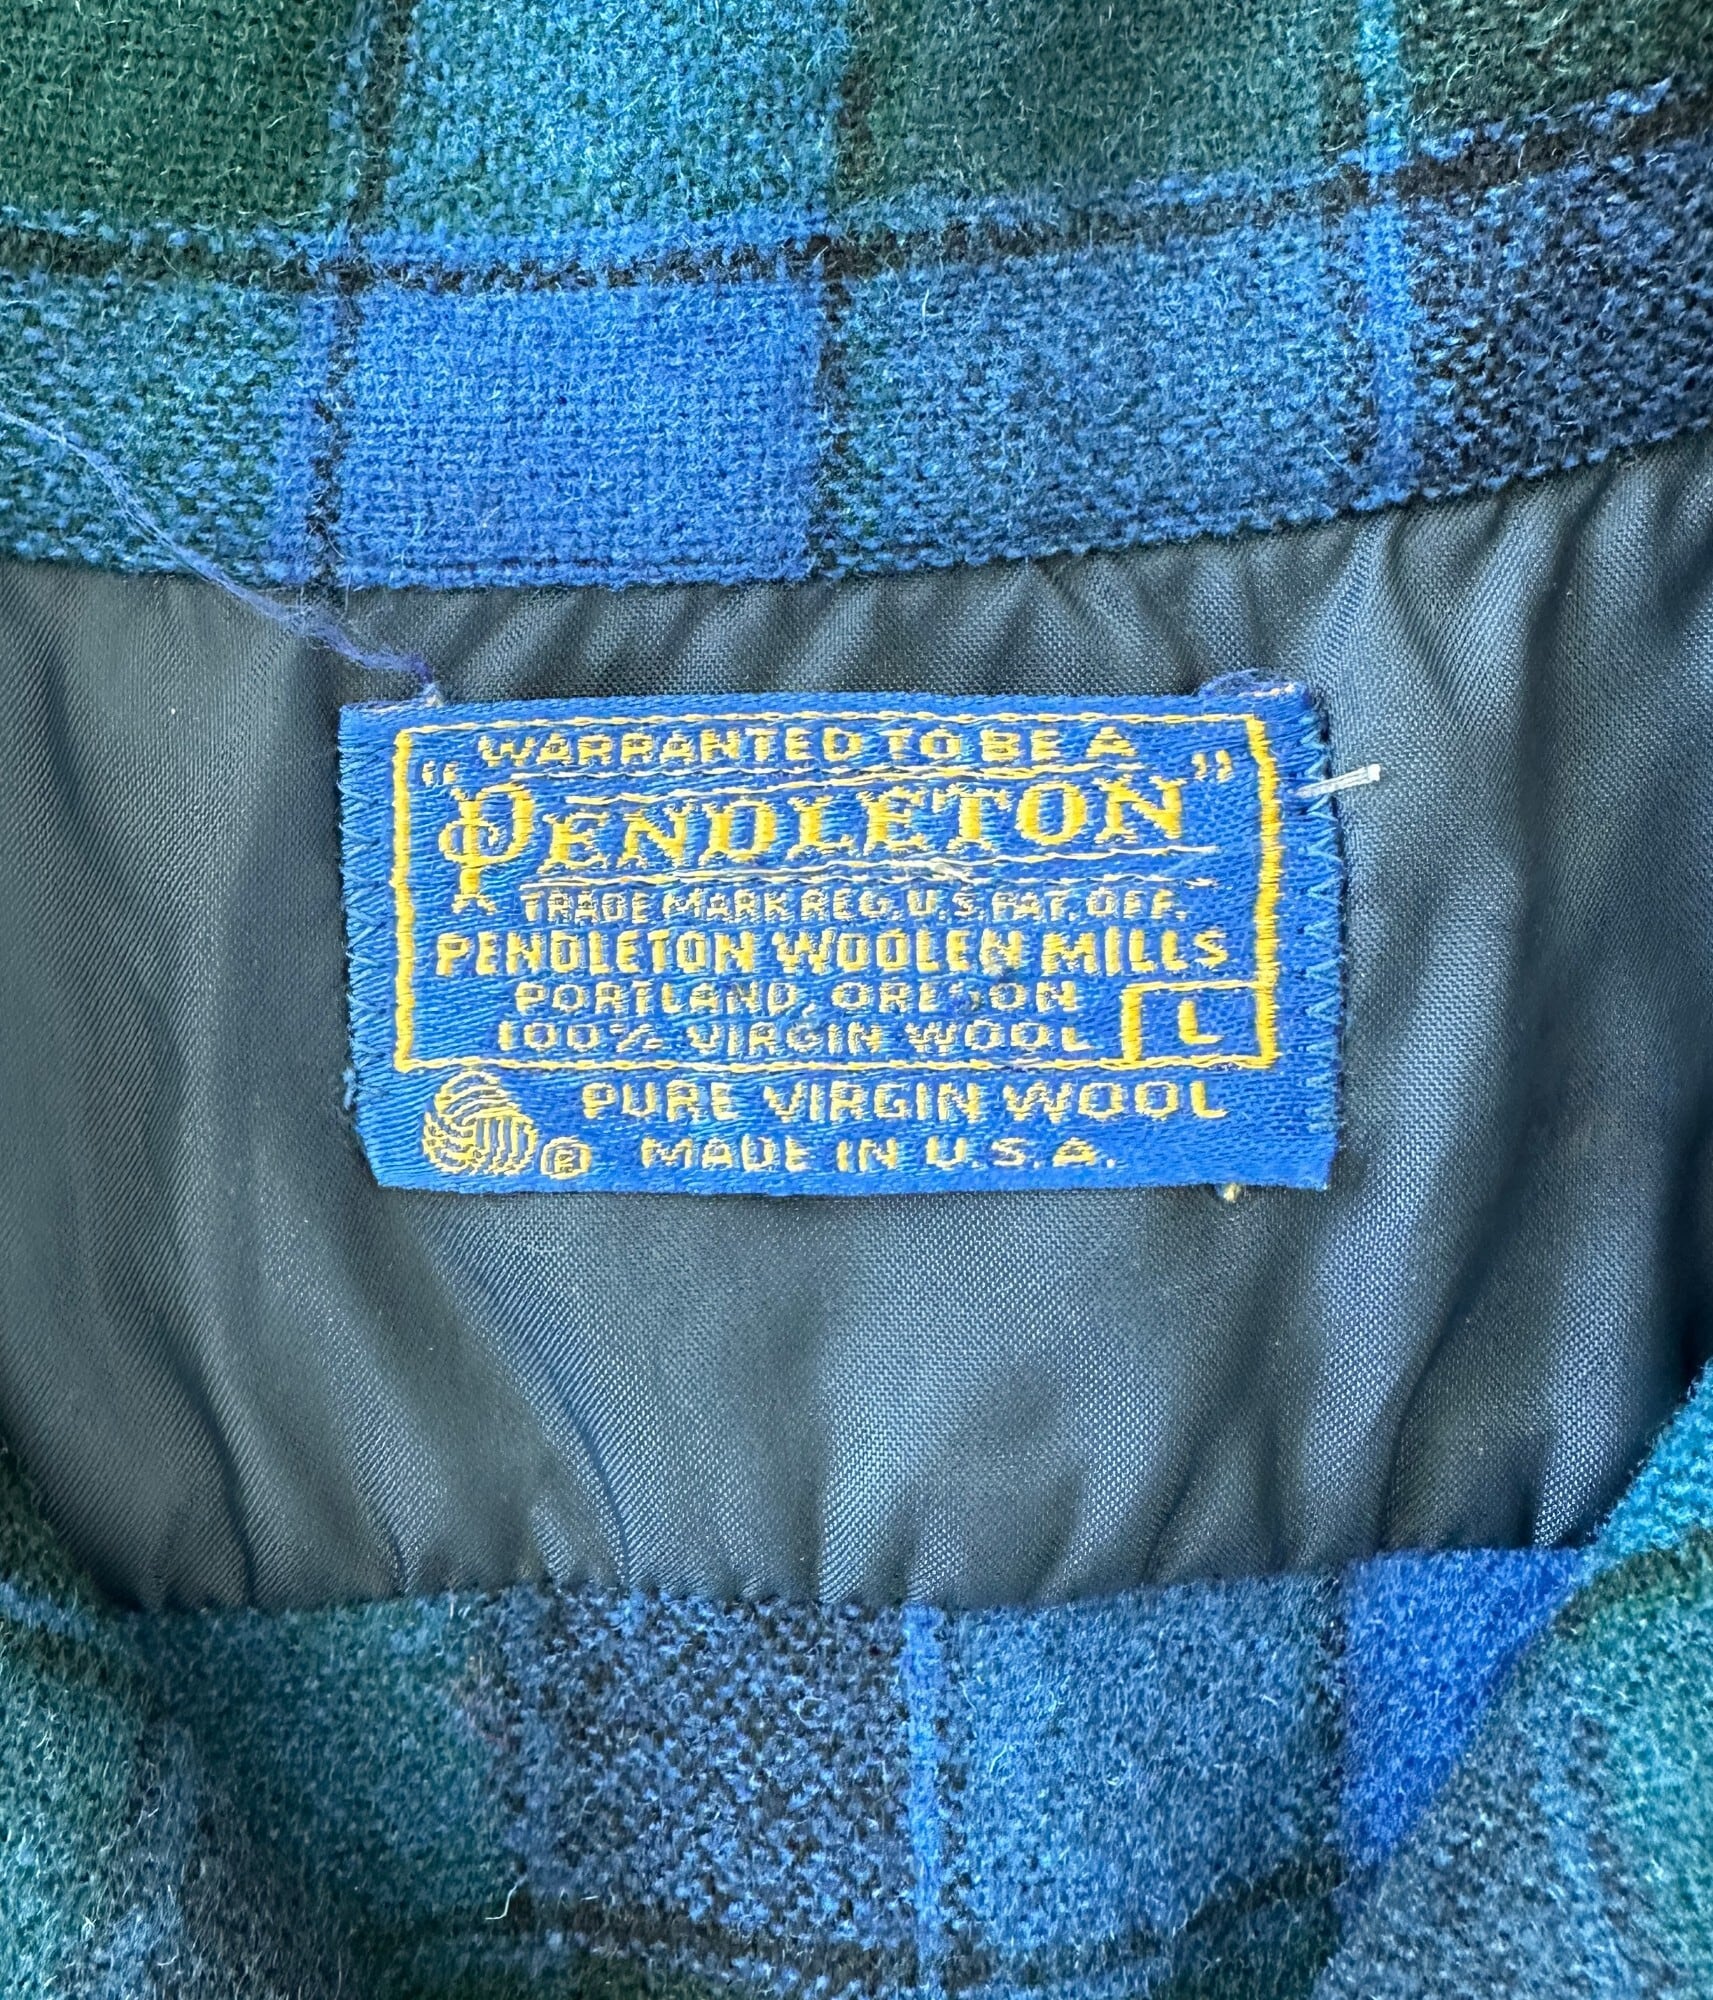 WARRANTED TO BE A
"PENDLETON"
TRADE MARK REG. U.S. PAT. OFF.
PENDLETON WOOLEN MILLS
PORTLAND, OREGON
100% VIRGIN WOOL L
PURE VIRGIN WOOL
® MADE IN U.S.A.